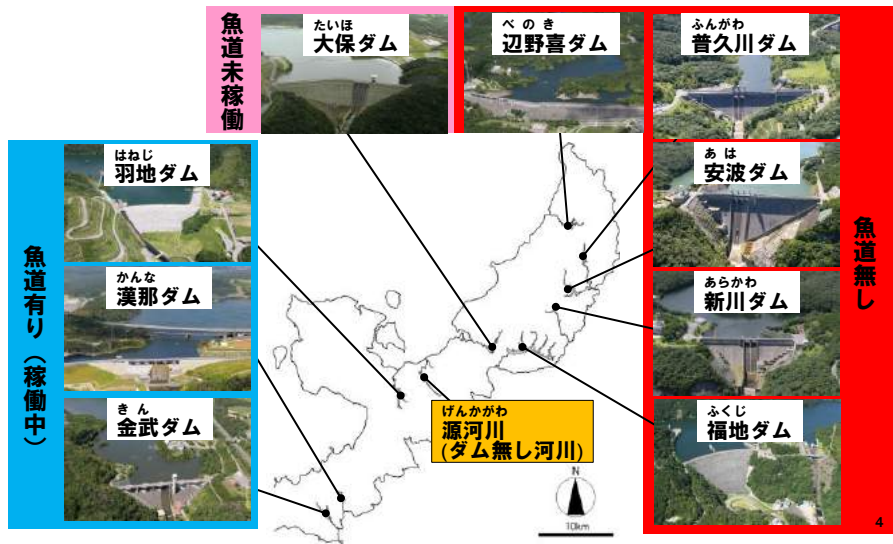 魚道未稼働
たいほ
大保ダム
べのき
辺野喜ダム
ふんがわ
普久川ダム
あは
安波ダム
あらかわ
新川ダム
ふくじ
福地ダム
魚道無し
はねじ
羽地ダム
かんな
漢那ダム
きん
金武ダム
魚道有り（稼働中）
げんかがわ
源河川
(ダム無し河川)
N
10km
4